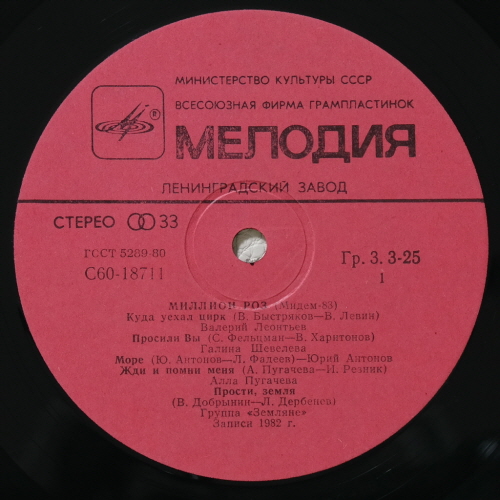 МИНИСТЕРСТВО КУЛЬТУРЫ СССР
ВСЕСОЮЗНАЯ ФИРМА ГРАМПЛАСТИНОК
®
МЕЛОДИЯ
ЛЕНИНГРАДСКИЙ ЗАВОД
СТЕРЕО 33
ГОСТ 5289-80
С60-18711
Гр. 3. 3-25
1
МИЛЛИОН РОЗ (Мидем-83)
Куда уехал цирк (В. Быстряков—В. Левин)
Валерий Леонтьев
Просили Вы (С. Фельцман—В. Харитонов)
Галина Шевелева
Море (Ю. Антонов—Л. Фадеев)—Юрий Антонов
Жди и помни меня (А. Пугачева—И. Резник)
Алла Пугачева
Прости, земля
(В. Добрынин—Л. Дербенев)
Группа «Земляне»
Записи 1982 г.